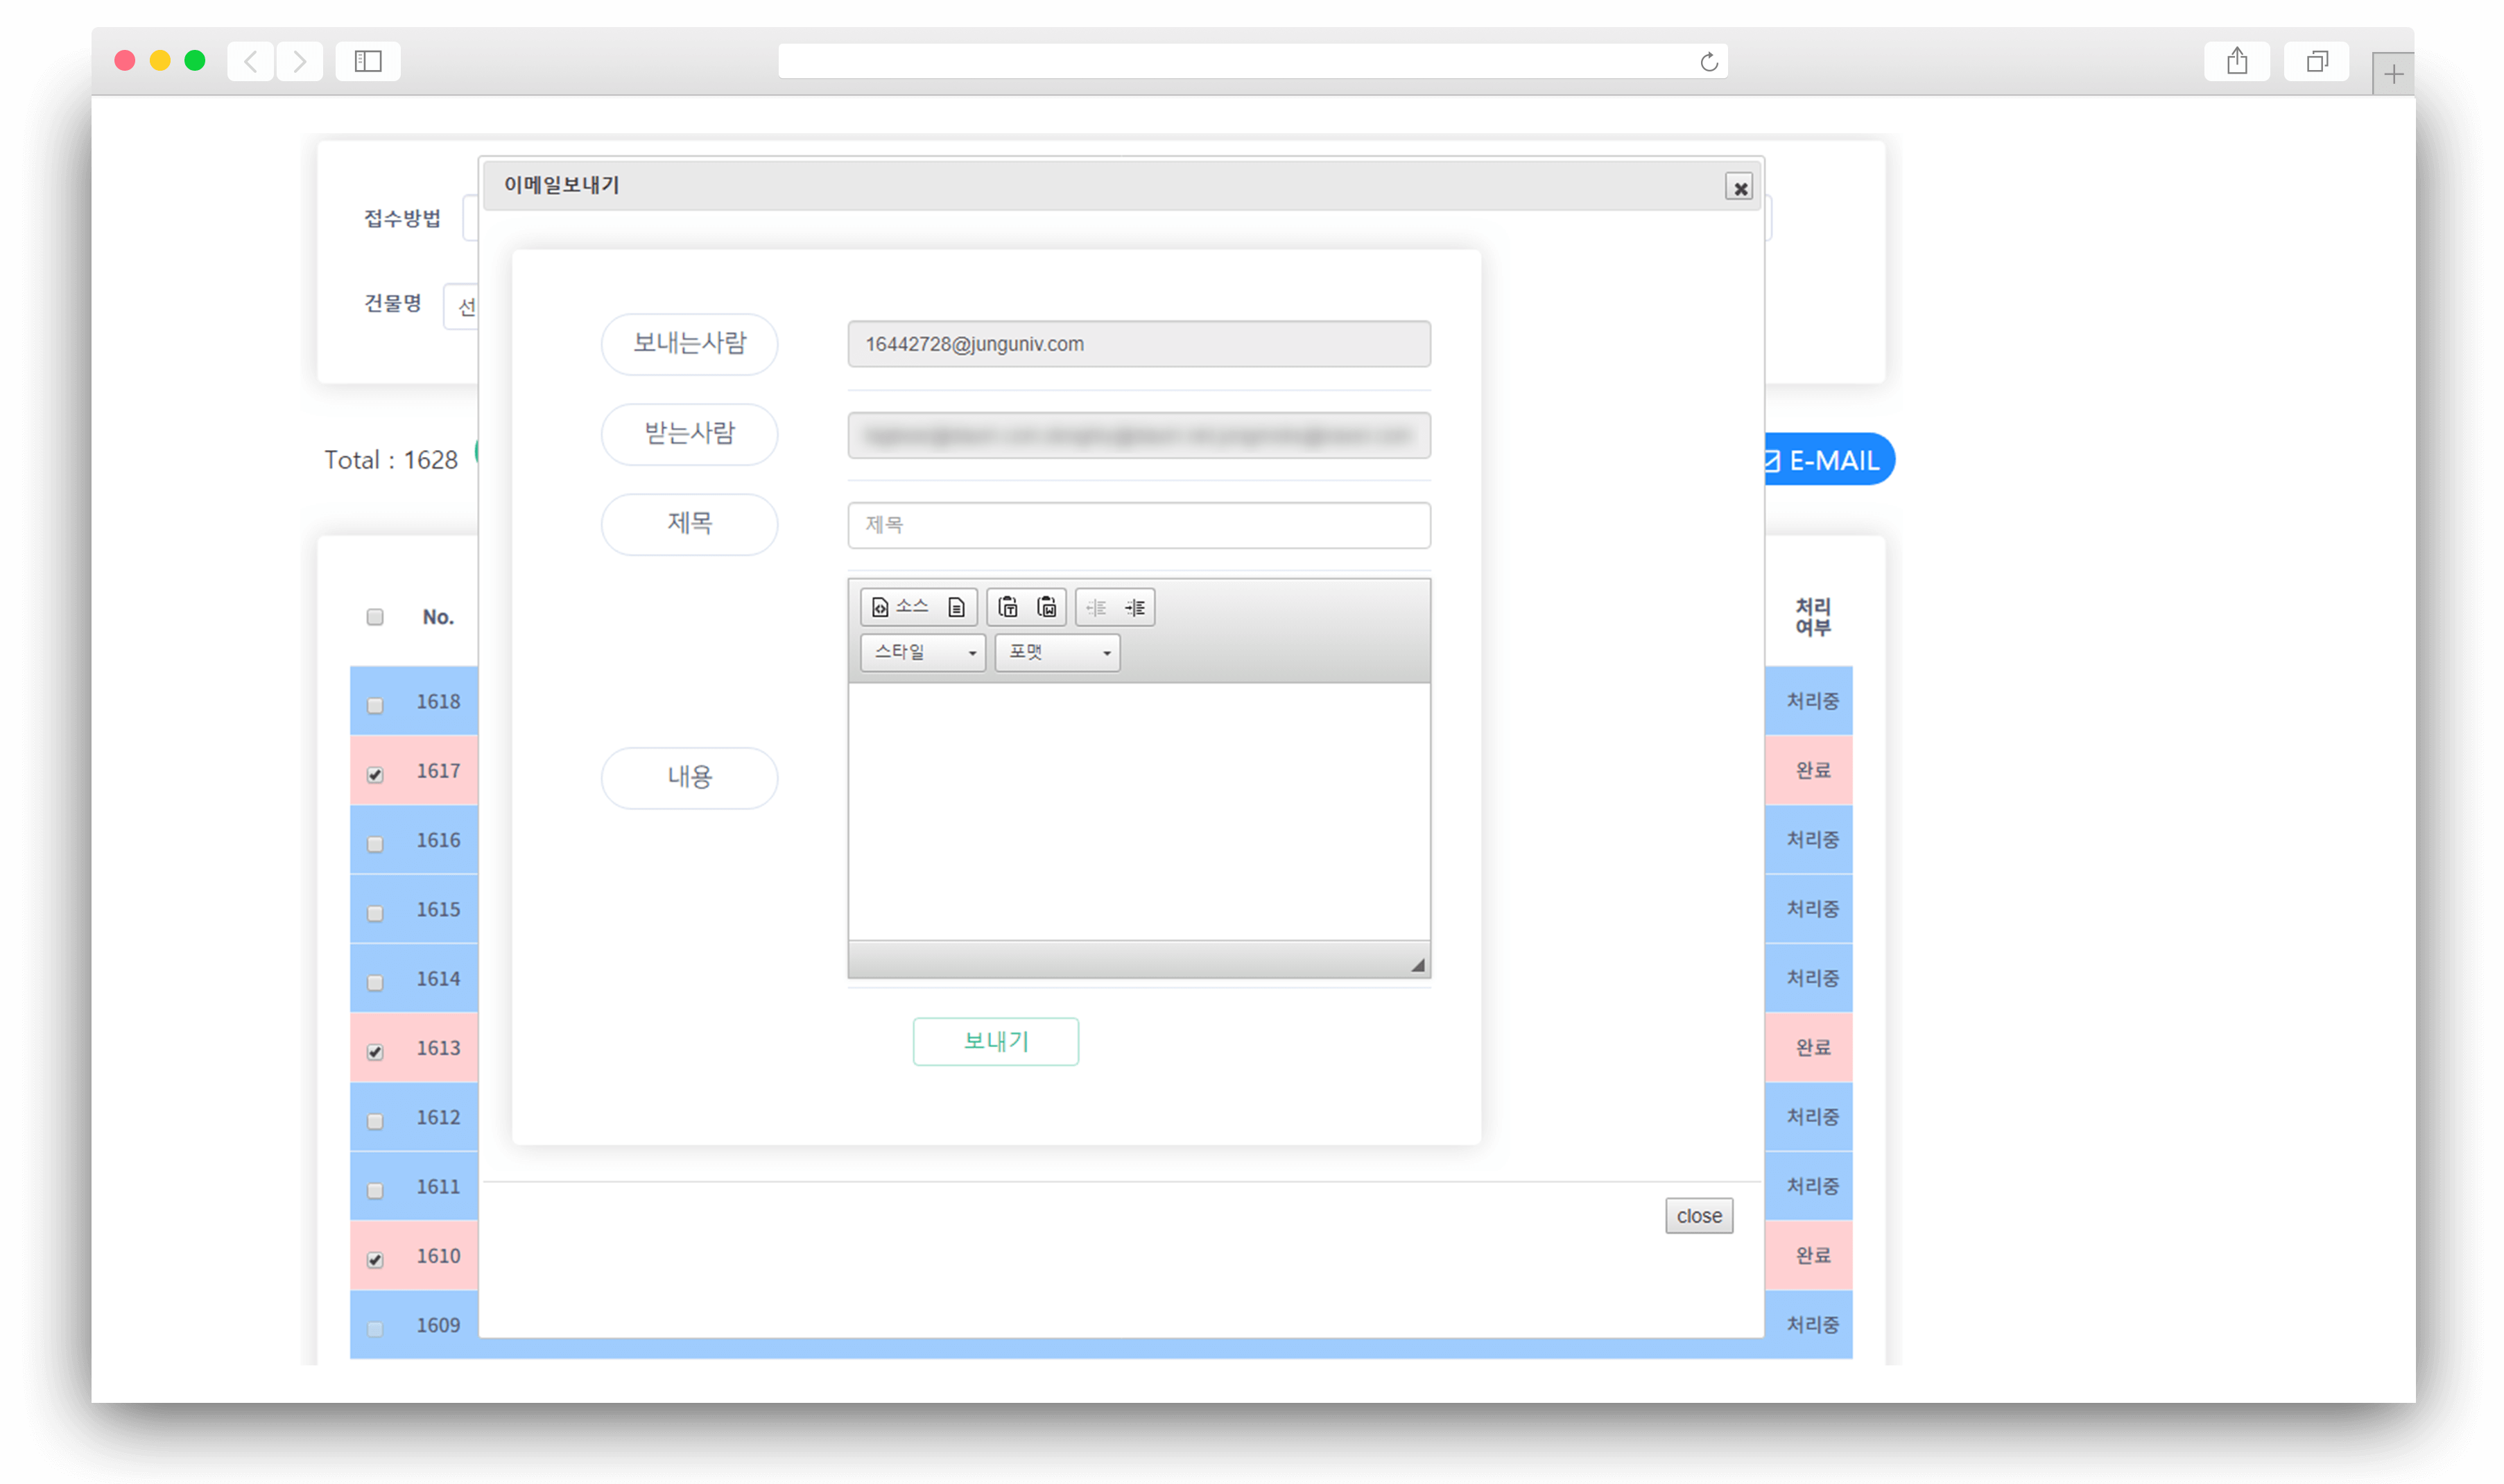 이메일보내기
접수방법
건물명 선
보내는사람 16442728@junguniv.com
받는사람
Total : 1628
E-MAIL
제목 제목
소스
스타일 포맷
내용
보내기
close
No. 처리
여부
1618 처리중
1617 완료
1616 처리중
1615 처리중
1614 처리중
1613 완료
1612 처리중
1611 처리중
1610 완료
1609 처리중